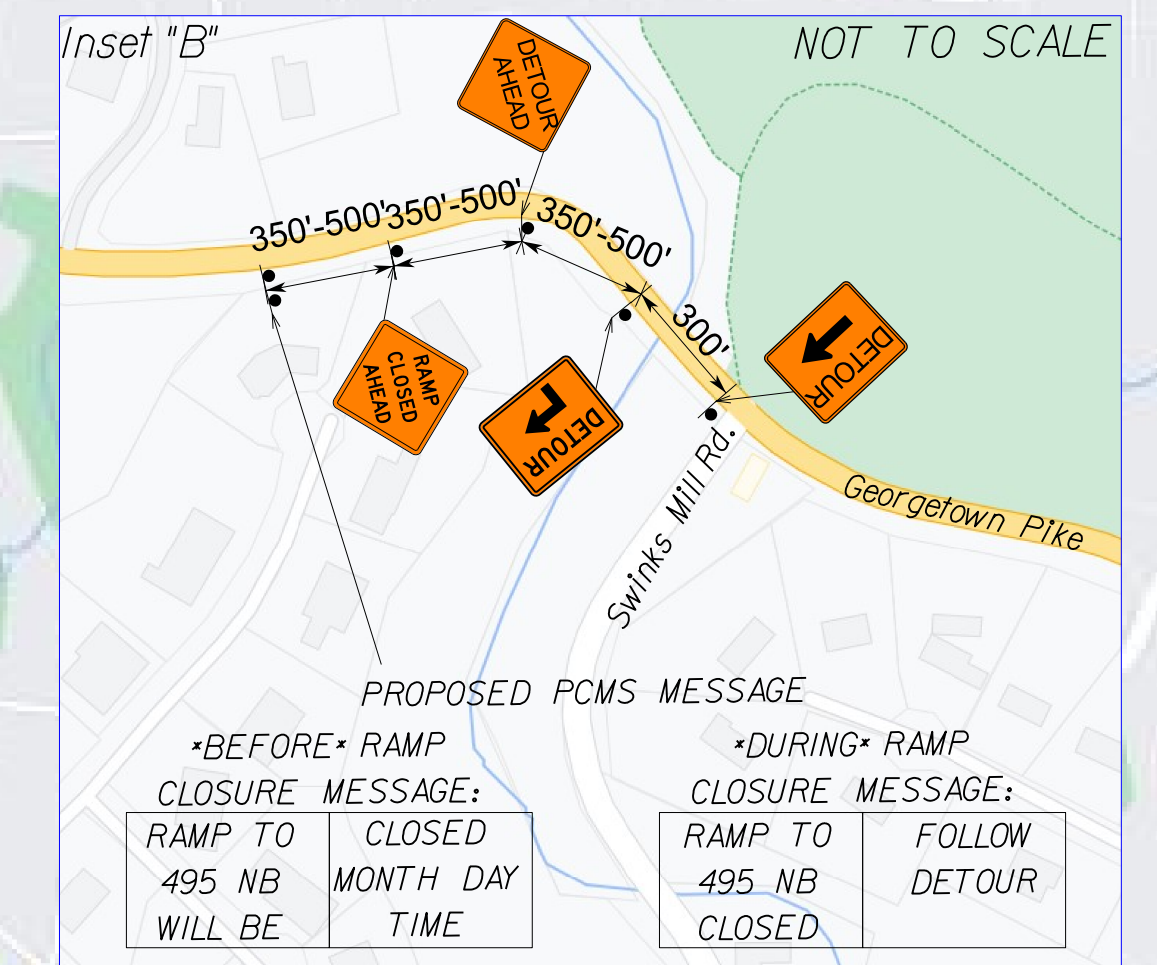 Inset "B"
NOT TO SCALE
DETOUR
AHEAD
350'-500'
350'-500'
350'-500'
300'
RAMP
CLOSED
AHEAD
DETOUR
DETOUR
Swinks Mill Rd.
Georgetown Pike
PROPOSED PCMS MESSAGE
*BEFORE* RAMP
CLOSURE MESSAGE:
RAMP TO
495 NB
WILL BE
CLOSED
MONTH DAY
TIME
*DURING* RAMP
CLOSURE MESSAGE:
RAMP TO
495 NB
CLOSED
FOLLOW
DETOUR